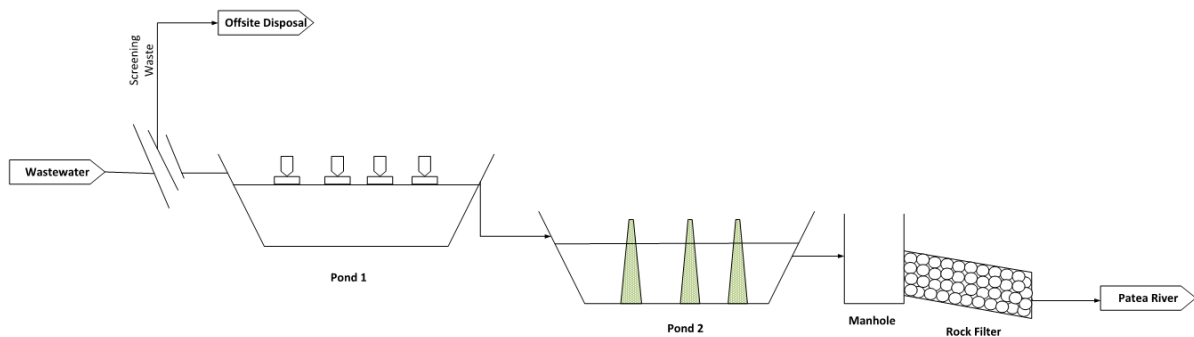 Offsite Disposal
Screening
Waste
Wastewater
Pond 1
Pond 2
Manhole
Rock Filter
Patea River